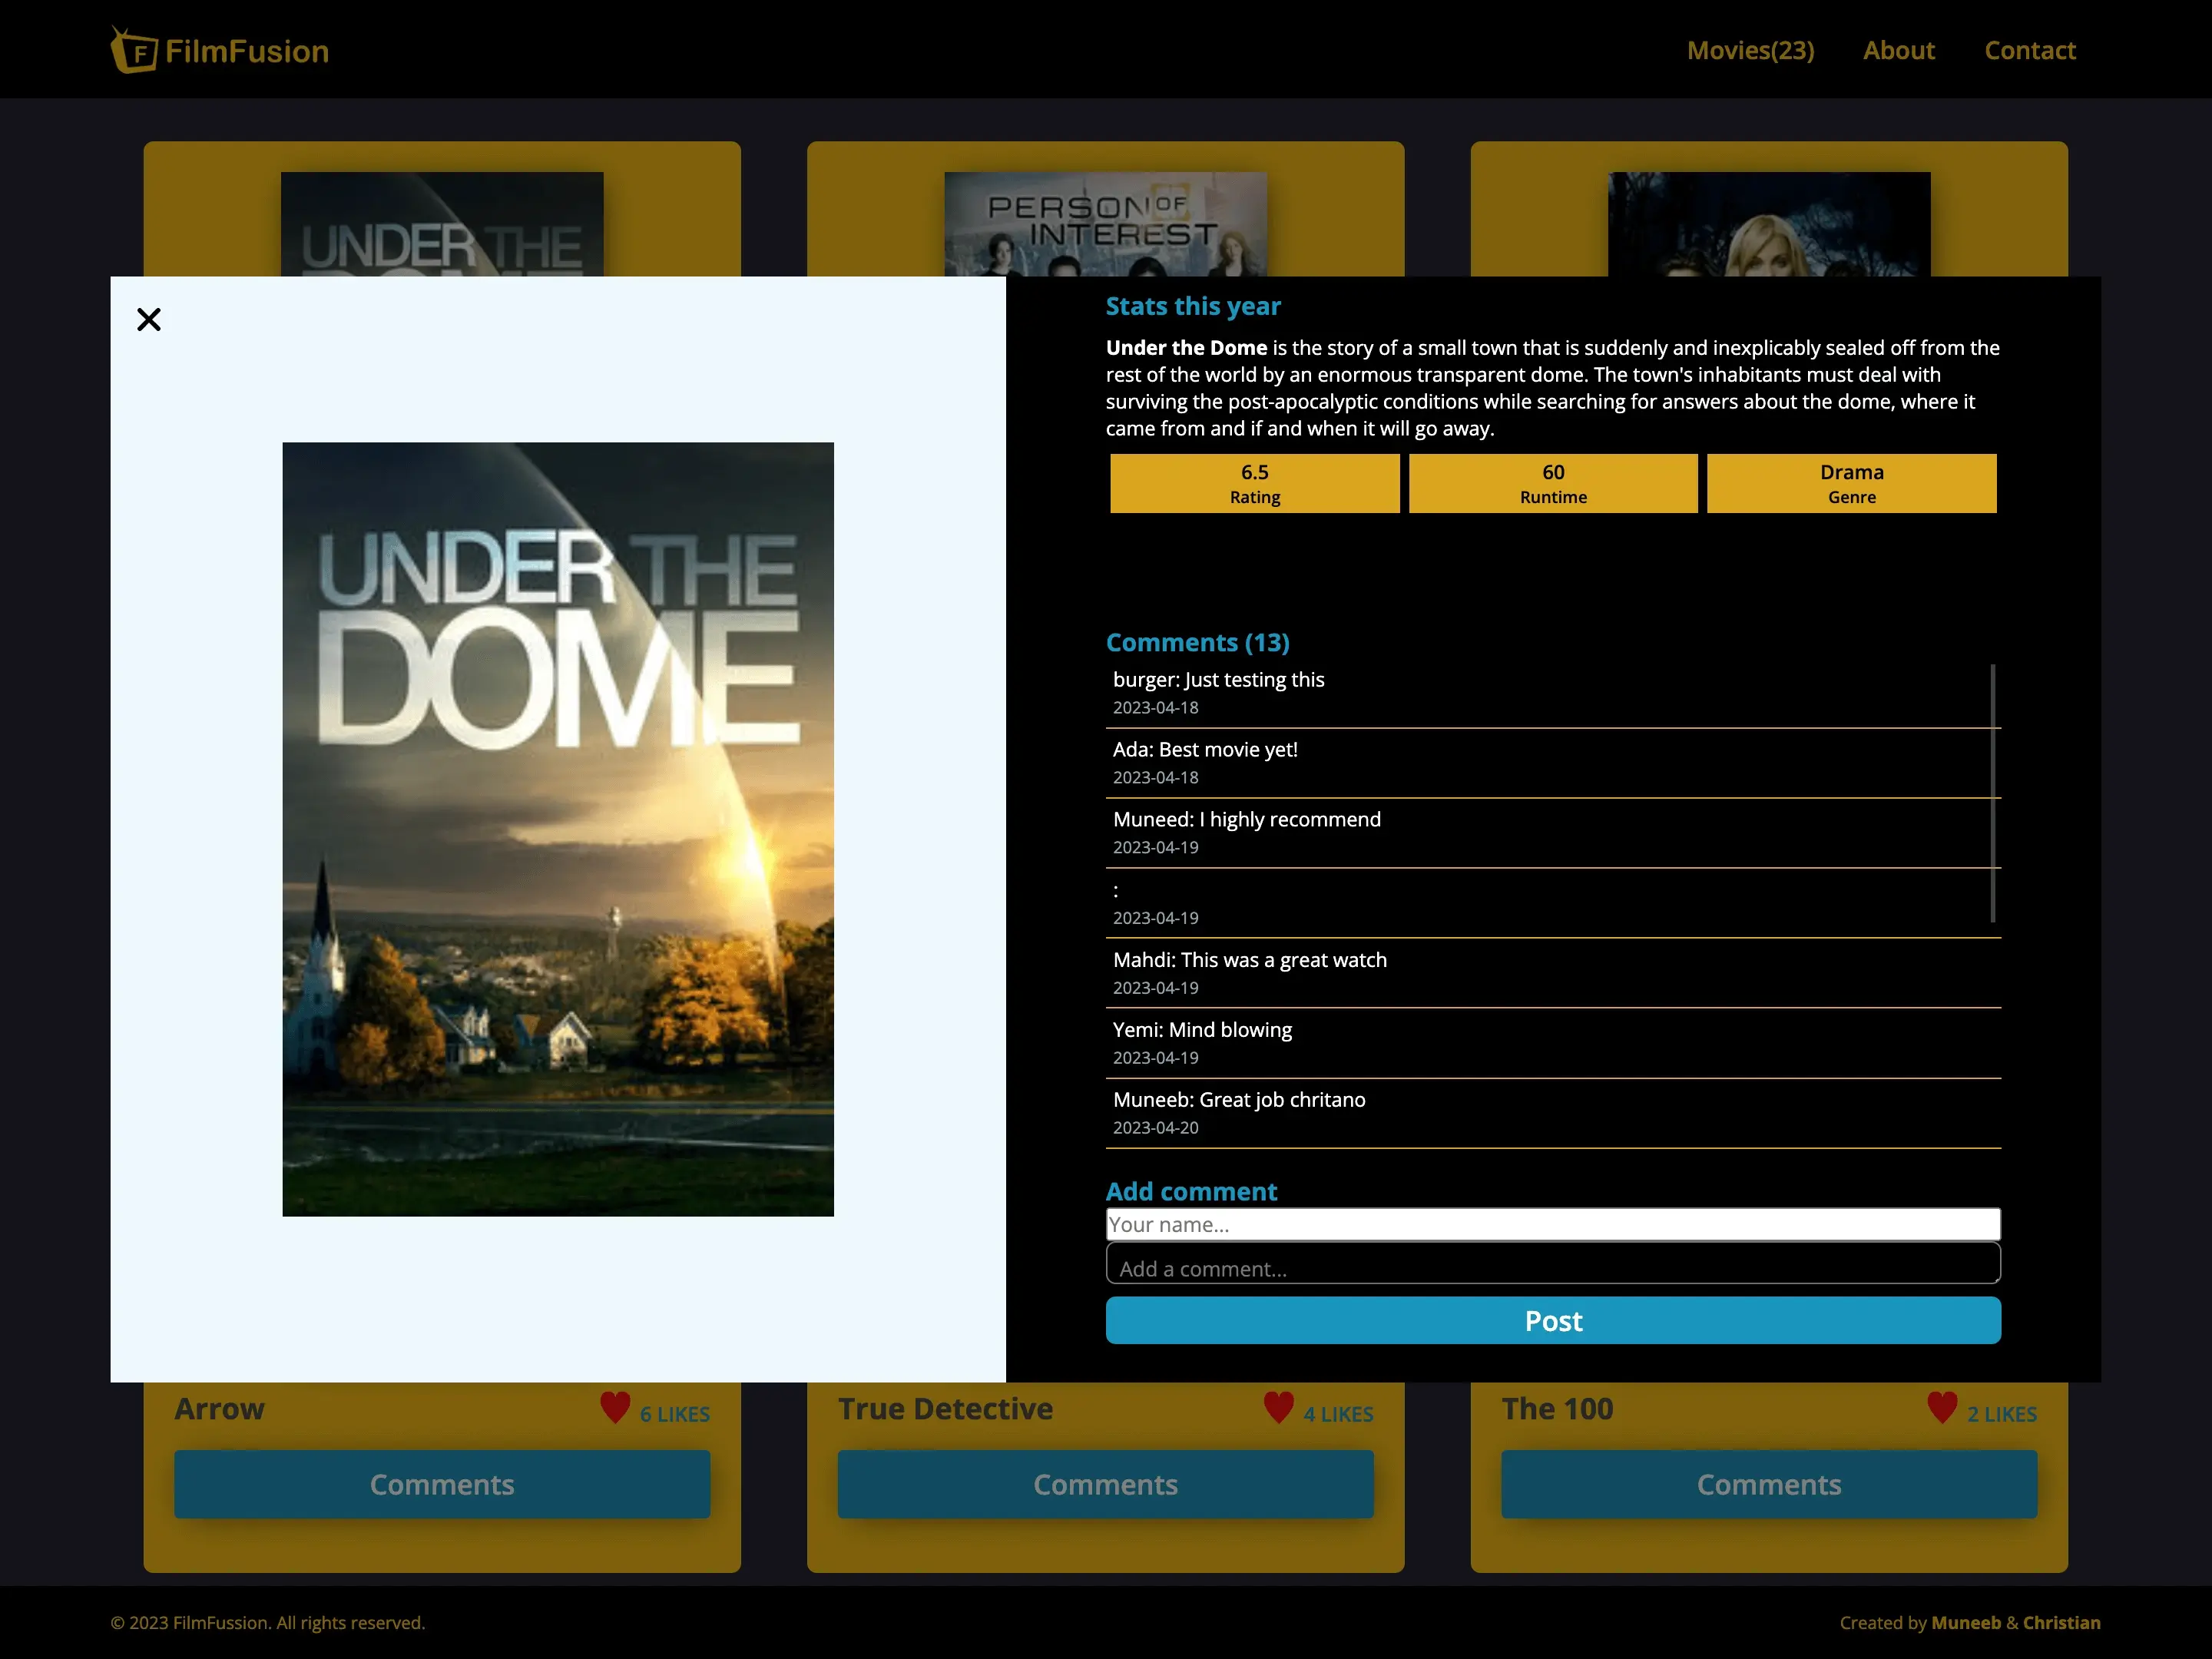 F FilmFusion
Movies(23) About Contact
UNDER THE
PERSON OF
INTEREST
Stats this year
Under the Dome is the story of a small town that is suddenly and inexplicably sealed off from the
rest of the world by an enormous transparent dome. The town's inhabitants must deal with
surviving the post-apocalyptic conditions while searching for answers about the dome, where it
came from and if and when it will go away.
6.5
Rating
60
Runtime
Drama
Genre
UNDER THE
DOME
Comments (13)
burger: Just testing this
2023-04-18
Ada: Best movie yet!
2023-04-18
Muneed: I highly recommend
2023-04-19
:
2023-04-19
Mahdi: This was a great watch
2023-04-19
Yemi: Mind blowing
2023-04-19
Muneeb: Great job chritano
2023-04-20
Add comment
Your name...
Add a comment...
Post
Arrow 6 LIKES
Comments
True Detective 4 LIKES
Comments
The 100 2 LIKES
Comments
© 2023 FilmFussion. All rights reserved.
Created by Muneeb & Christian